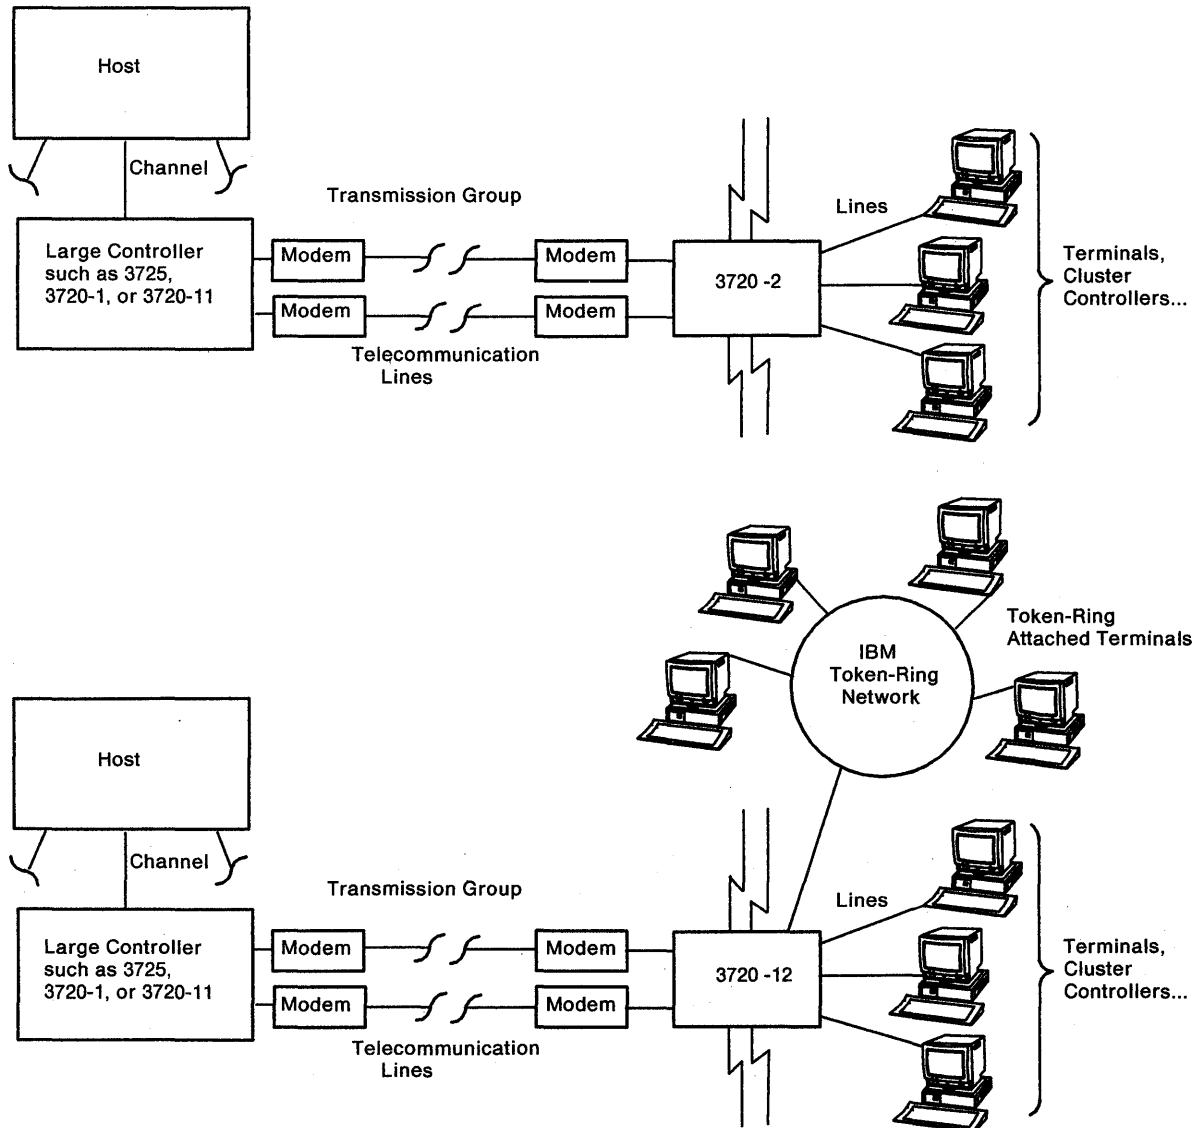 Host
Channel
Transmission Group
Large Controller
such as 3725,
3720-1, or 3720-11
Modem
Modem
Modem
Modem
Telecommunication
Lines
3720 -2
Lines
Terminals,
Cluster
Controllers...
IBM
Token-Ring
Network
Token-Ring
Attached Terminals
Host
Channel
Transmission Group
Large Controller
such as 3725,
3720-1, or 3720-11
Modem
Modem
Modem
Modem
Telecommunication
Lines
3720 -12
Lines
Terminals,
Cluster
Controllers...